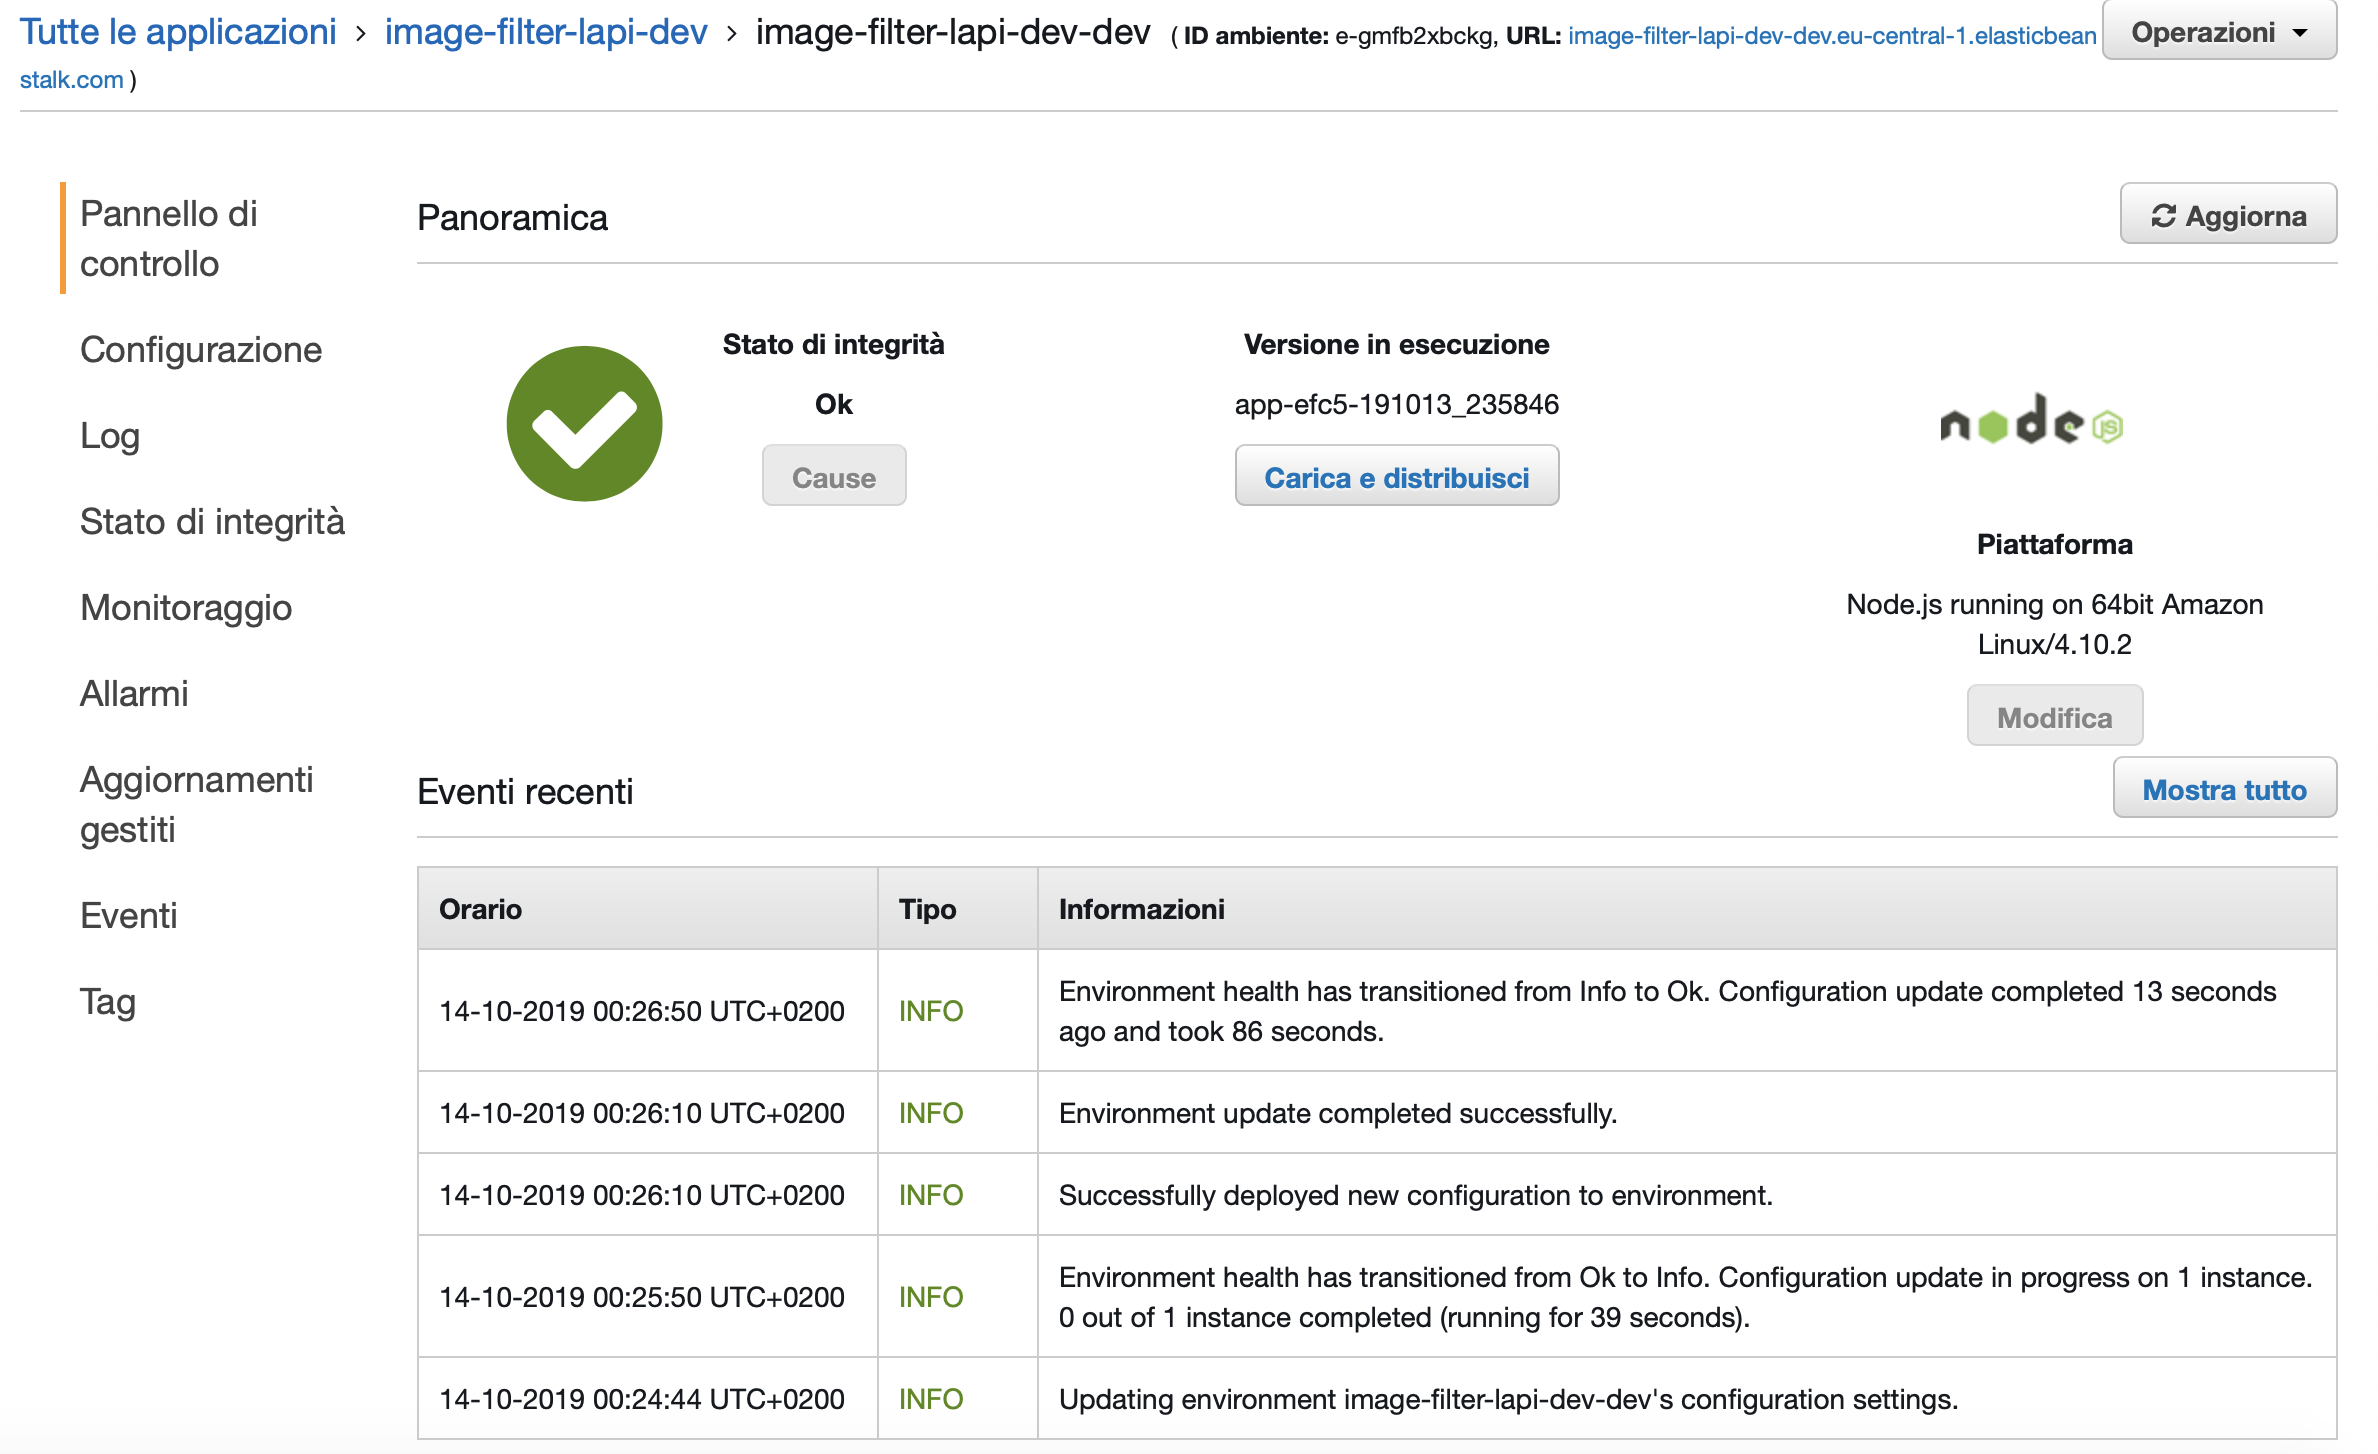 Tutte le applicazioni › image-filter-lapi-dev › image-filter-lapi-dev-dev ( ID ambiente: e-gmfb2xbckg, URL: image-filter-lapi-dev-dev.eu-central-1.elasticbean
stalk.com )
Operazioni
Pannello di
controllo
Configurazione
Log
Stato di integrità
Monitoraggio
Allarmi
Aggiornamenti
gestiti
Eventi
Tag
Panoramica
Aggiorna
Stato di integrità
Ok
Cause
Versione in esecuzione
app-efc5-191013_235846
Carica e distribuisci
node JS
Piattaforma
Node.js running on 64bit Amazon
Linux/4.10.2
Modifica
Eventi recenti
Mostra tutto
Orario Tipo Informazioni
14-10-2019 00:26:50 UTC+0200 INFO Environment health has transitioned from Info to Ok. Configuration update completed 13 seconds
ago and took 86 seconds.
14-10-2019 00:26:10 UTC+0200 INFO Environment update completed successfully.
14-10-2019 00:26:10 UTC+0200 INFO Successfully deployed new configuration to environment.
14-10-2019 00:25:50 UTC+0200 INFO Environment health has transitioned from Ok to Info. Configuration update in progress on 1 instance.
0 out of 1 instance completed (running for 39 seconds).
14-10-2019 00:24:44 UTC+0200 INFO Updating environment image-filter-lapi-dev-dev's configuration settings.